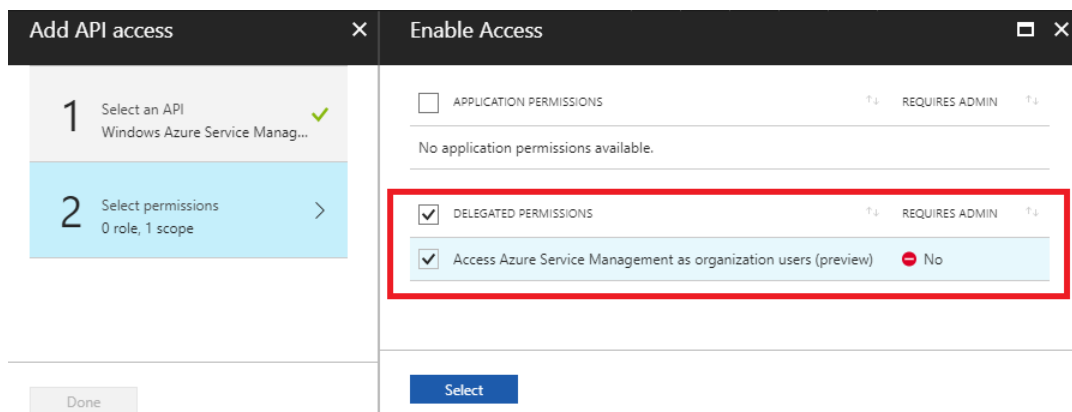 Add API access
1
Select an API
Windows Azure Service Manag...
2
Select permissions
0 role, 1 scope
Done
Enable Access
APPLICATION PERMISSIONS
REQUIRES ADMIN
No application permissions available.
DELEGATED PERMISSIONS
REQUIRES ADMIN
Access Azure Service Management as organization users (preview)
No
Select